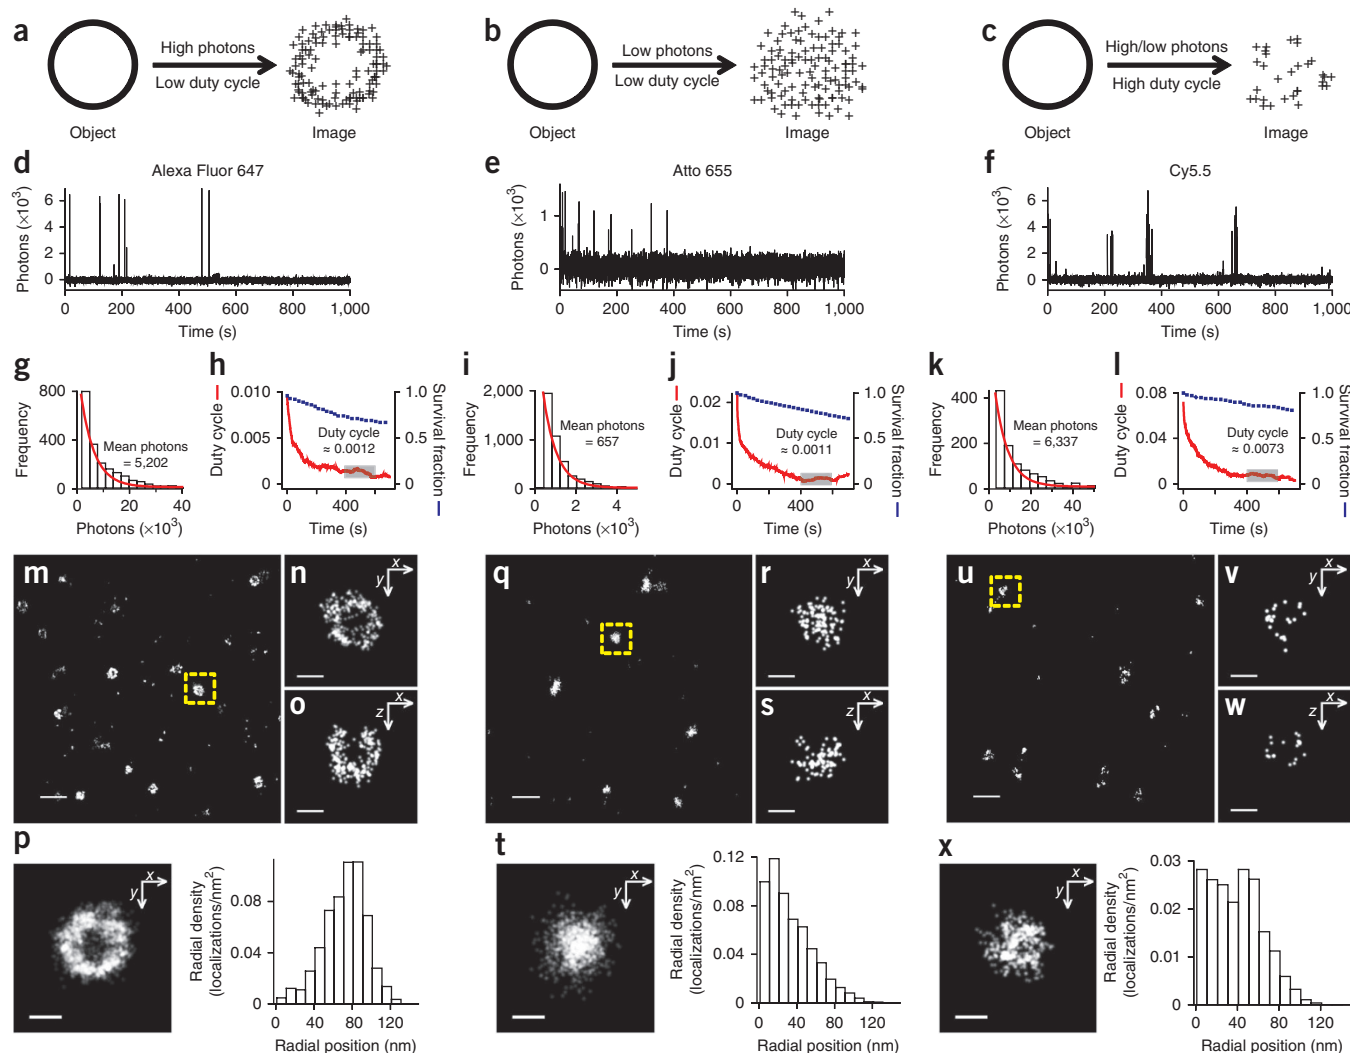 a
High photons
Low duty cycle
Object
Image
b
Low photons
Low duty cycle
Object
Image
c
High/low photons
High duty cycle
Object
Image
d
Alexa Fluor 647
Photons (×10³)
6
4
2
0
0 200 400 600 800 1,000
Time (s)
e
Atto 655
Photons (×10³)
1
0
0 200 400 600 800 1,000
Time (s)
f
Cy5.5
Photons (×10³)
6
4
2
0
0 200 400 600 800 1,000
Time (s)
g
Frequency
800
400
0
Mean photons
= 5,202
0 20 40
Photons (×10³)
h
Duty cycle
0.010
0.005
0
Duty cycle
≈ 0.0012
1.0
0.5
0
Survival fraction
0 400
Time (s)
i
Frequency
2,000
1,000
0
Mean photons
= 657
0 2 4
Photons (×10³)
j
Duty cycle
0.02
0.01
0
Duty cycle
≈ 0.0011
1.0
0.5
0
Survival fraction
0 400
Time (s)
k
Frequency
400
200
0
Mean photons
= 6,337
0 20 40
Photons (×10³)
l
Duty cycle
0.08
0.04
0
Duty cycle
≈ 0.0073
1.0
0.5
0
Survival fraction
0 400
Time (s)
m
n
x
y
o
x
z
q
r
x
y
s
x
z
u
v
x
y
w
x
z
p
x
y
Radial density
(localizations/nm²)
0.08
0.04
0
0 40 80 120
Radial position (nm)
t
x
y
Radial density
(localizations/nm²)
0.12
0.08
0.04
0
0 40 80 120
Radial position (nm)
x
x
y
Radial density
(localizations/nm²)
0.03
0.02
0.01
0
0 40 80 120
Radial position (nm)